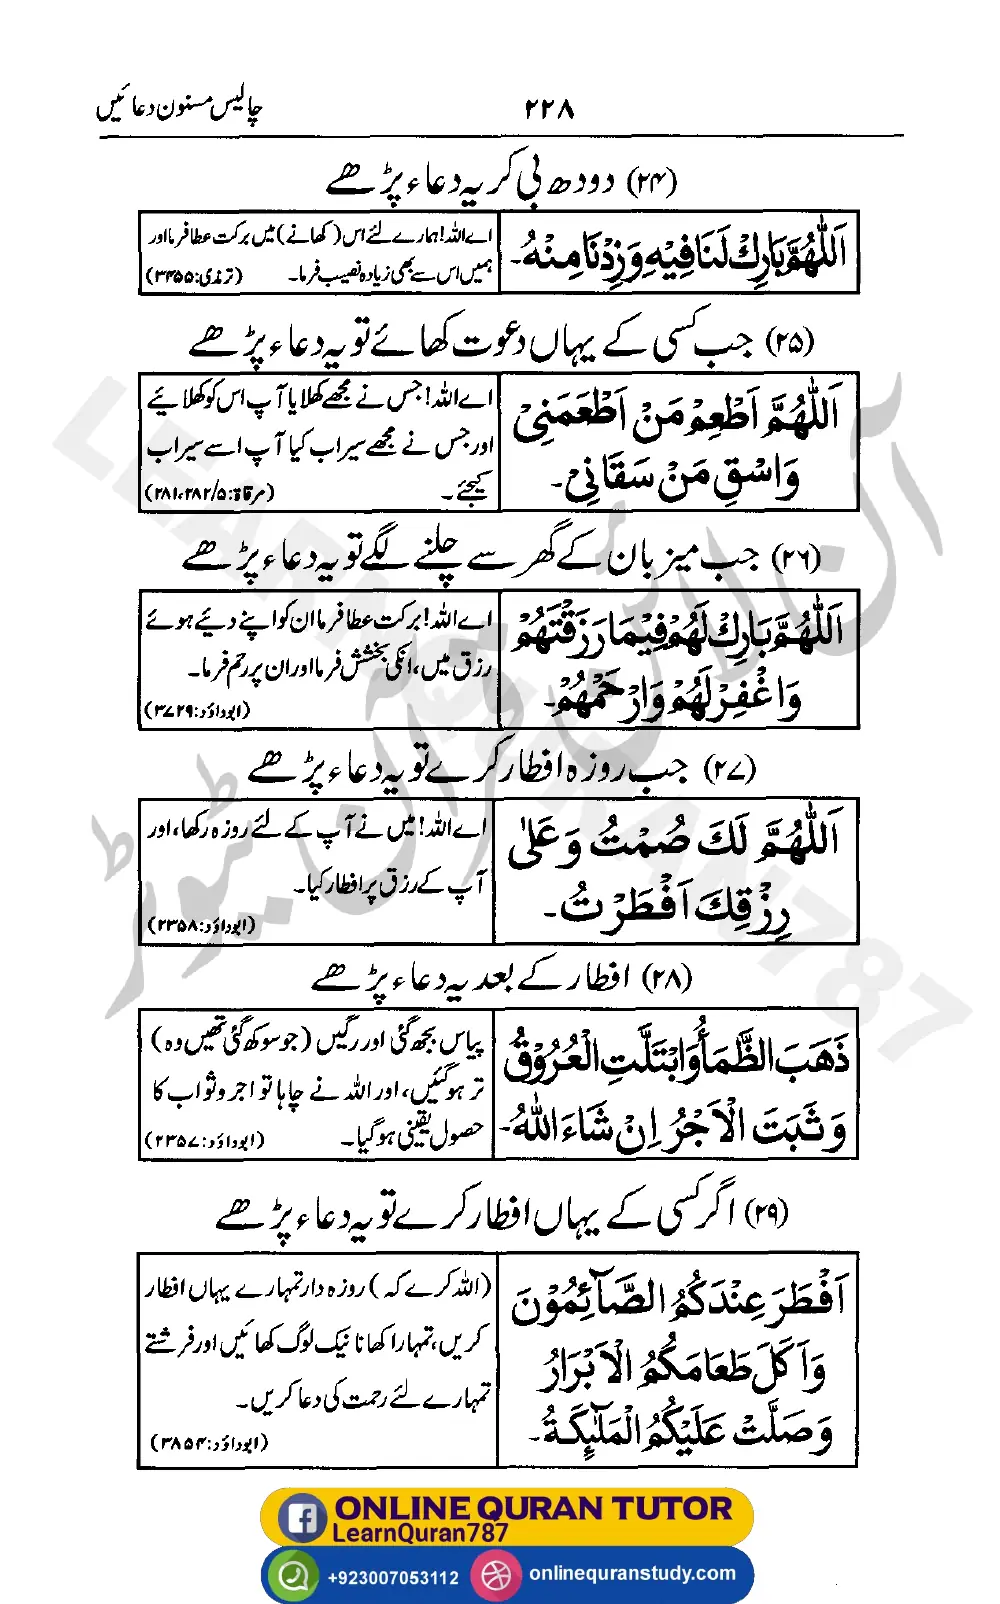 چالیس مسنون دعائیں
۲۲۸
(۲۴) دودھ پی کر یہ دعاء پڑھے
اَللّٰهُمَّ بَارِكْ لَنَا فِيْهِ وَزِدْنَا مِنْهُ۔
اے اللہ! ہمارے لئے اس (کھانے) میں برکت عطا فرما اور
ہمیں اس سے بھی زیادہ نصیب فرما۔ (ترمذی: ۳۴۵۵)
(۲۵) جب کسی کے یہاں دعوت کھائے تو یہ دعاء پڑھے
اَللّٰهُمَّ اَطْعِمْ مَنْ اَطْعَمَنِىْ
وَاسْقِ مَنْ سَقَانِىْ۔
اے اللہ! جس نے مجھے کھلایا آپ اس کو کھلائیے
اور جس نے مجھے سیراب کیا آپ اسے سیراب
کیجئے۔ (مرقاۃ: ۵/۲۸۱،۲۸۲)
(۲۶) جب میزبان کے گھر سے چلنے لگے تو یہ دعاء پڑھے
اَللّٰهُمَّ بَارِكْ لَهُمْ فِيْمَا رَزَقْتَهُمْ
وَاغْفِرْ لَهُمْ وَارْحَمْهُمْ۔
اے اللہ! برکت عطا فرما ان کو اپنے دیئے ہوئے
رزق میں، انکی بخشش فرما اور ان پر رحم فرما۔
(ابوداؤد: ۳۷۲۹)
(۲۷) جب روزہ افطار کرے تو یہ دعاء پڑھے
اَللّٰهُمَّ لَكَ صُمْتُ وَعَلٰى
رِزْقِكَ اَفْطَرْتُ۔
اے اللہ! میں نے آپ کے لئے روزہ رکھا، اور
آپ کے رزق پر افطار کیا۔
(ابوداؤد: ۲۳۵۸)
(۲۸) افطار کے بعد یہ دعاء پڑھے
ذَهَبَ الظَّمَأُ وَابْتَلَّتِ الْعُرُوْقُ
وَثَبَتَ الْاَجْرُ اِنْ شَاءَ اللّٰهُ۔
پیاس بجھ گئی اور رگیں (جو سوکھ گئی تھیں وہ)
تر ہو گئیں، اور اللہ نے چاہا تو اجر و ثواب کا
حصول یقینی ہو گیا۔ (ابوداؤد: ۲۳۵۷)
(۲۹) اگر کسی کے یہاں افطار کرے تو یہ دعاء پڑھے
اَفْطَرَ عِنْدَكُمُ الصَّآئِمُوْنَ
وَاَكَلَ طَعَامَكُمُ الْاَبْرَارُ
وَصَلَّتْ عَلَيْكُمُ الْمَلٰٓئِكَةُ۔
(اللہ کرے کہ) روزہ دار تمہارے یہاں افطار
کریں، تمہارا کھانا نیک لوگ کھائیں اور فرشتے
تمہارے لئے رحمت کی دعا کریں۔
(ابوداؤد: ۳۸۵۴)
آن لائن قرآن ٹیوٹر
LEARNQURAN787
ONLINE QURAN TUTOR
LearnQuran787
+923007053112
onlinequranstudy.com